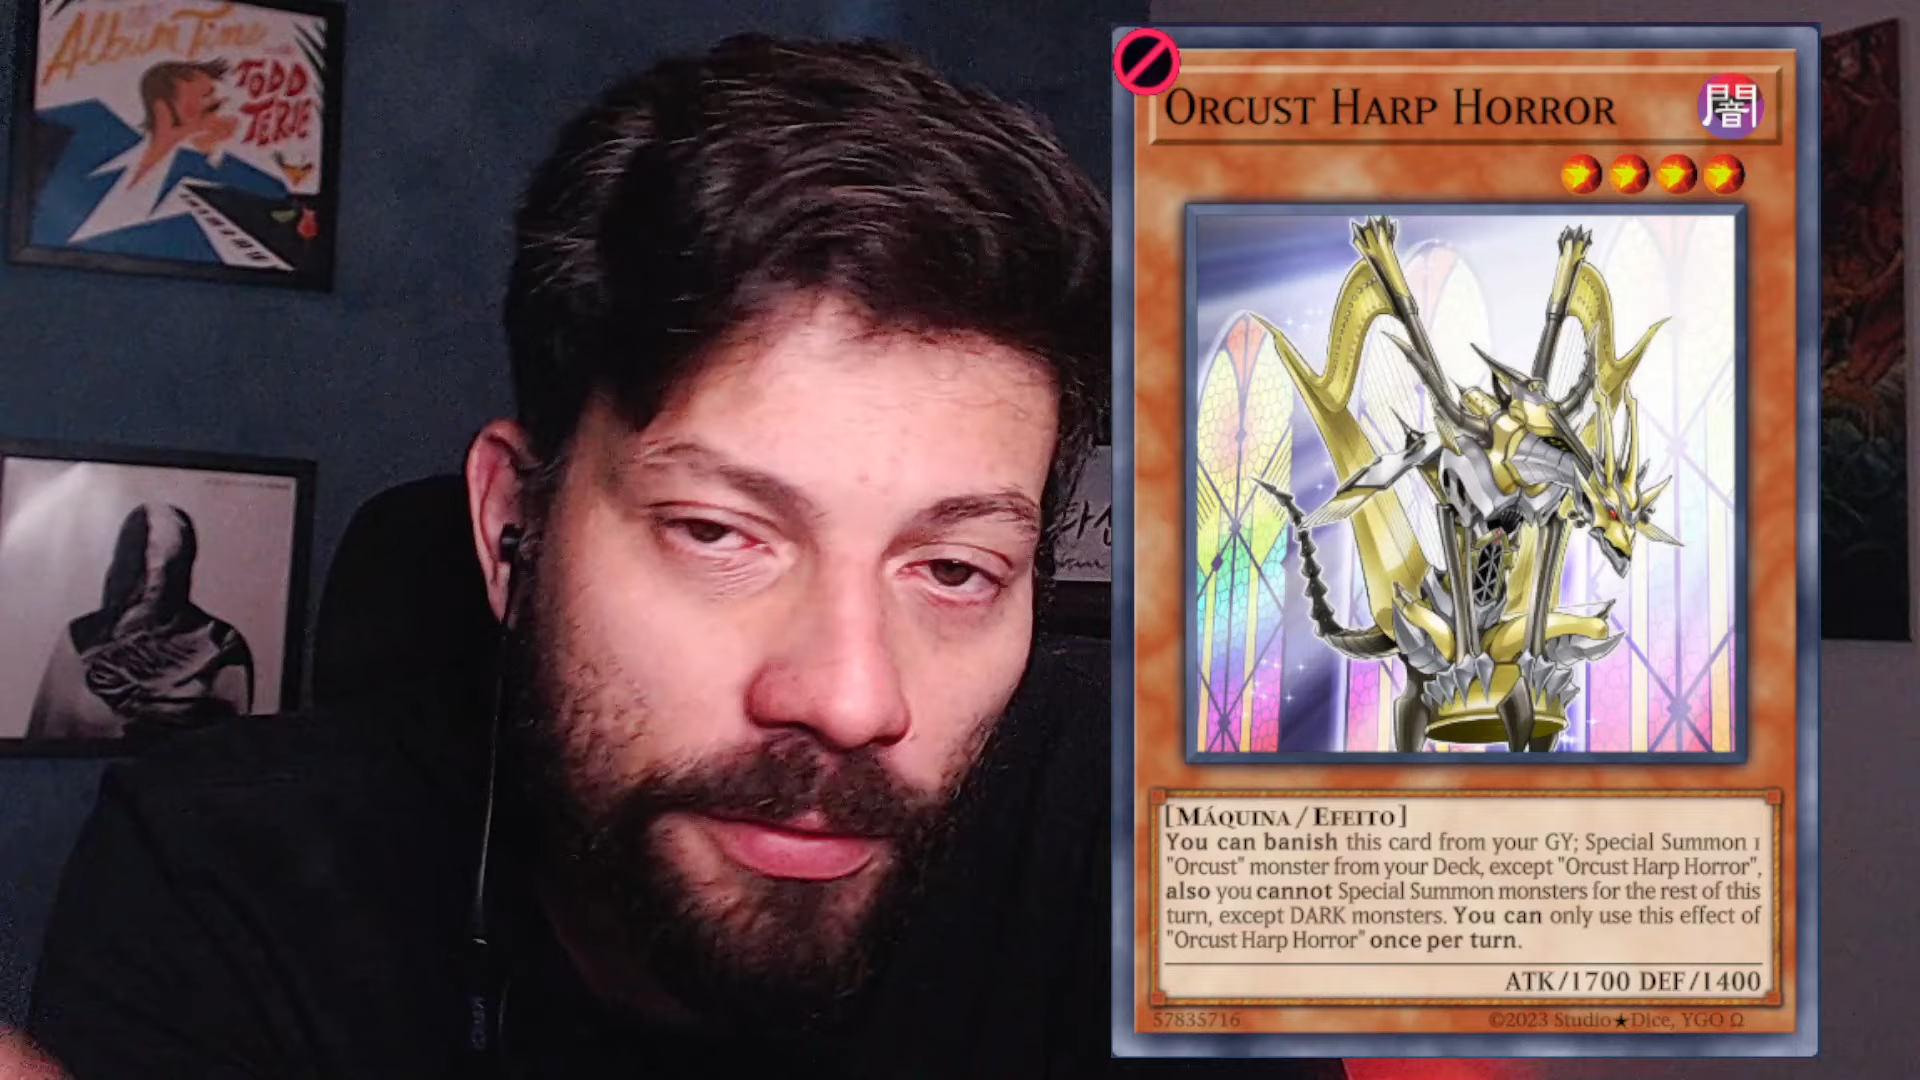 Album Time
TODD
TERJE
ORCUST HARP HORROR
闇
[MÁQUINA / EFEITO]
You can banish this card from your GY; Special Summon 1
"Orcust" monster from your Deck, except "Orcust Harp Horror",
also you cannot Special Summon monsters for the rest of this
turn, except DARK monsters. You can only use this effect of
"Orcust Harp Horror" once per turn.
ATK/1700 DEF/1400
57835716
©2023 Studio★Dice, YGO Ω